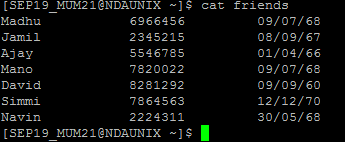 [SEP19_MUM21@NDAUNIX ~]$ cat friends
Madhu 6966456 09/07/68
Jamil 2345215 08/09/67
Ajay 5546785 01/04/66
Mano 7820022 09/07/68
David 8281292 09/09/60
Simmi 7864563 12/12/70
Navin 2224311 30/05/68
[SEP19_MUM21@NDAUNIX ~]$